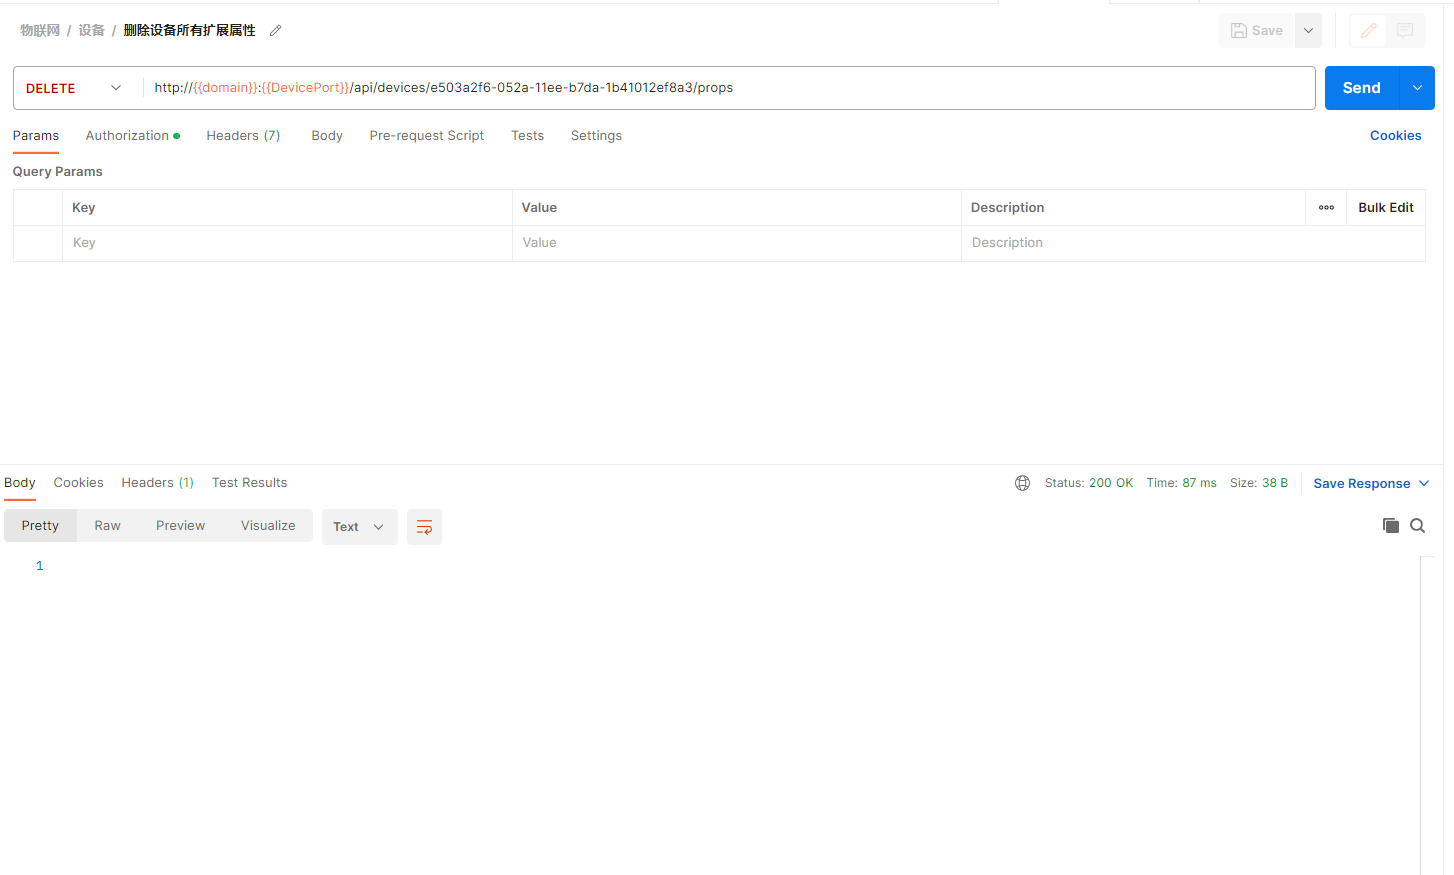 物联网 / 设备 / 删除设备所有扩展属性
Save
DELETE http://{{domain}}:{{DevicePort}}/api/devices/e503a2f6-052a-11ee-b7da-1b41012ef8a3/props Send
Params Authorization Headers (7) Body Pre-request Script Tests Settings Cookies
Query Params
Key Value Description Bulk Edit
Key Value Description
Body Cookies Headers (1) Test Results Status: 200 OK Time: 87 ms Size: 38 B Save Response
Pretty Raw Preview Visualize Text
1